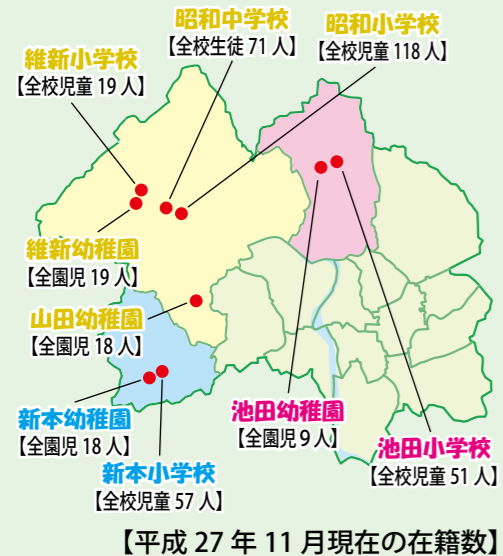 昭和中学校
【全校生徒 71 人】
昭和小学校
【全校児童 118 人】
維新小学校
【全校児童 19 人】
維新幼稚園
【全園児 19 人】
山田幼稚園
【全園児 18 人】
新本幼稚園
【全園児 18 人】
新本小学校
【全校児童 57 人】
池田幼稚園
【全園児 9 人】
池田小学校
【全校児童 51 人】
【平成 27 年 11 月現在の在籍数】